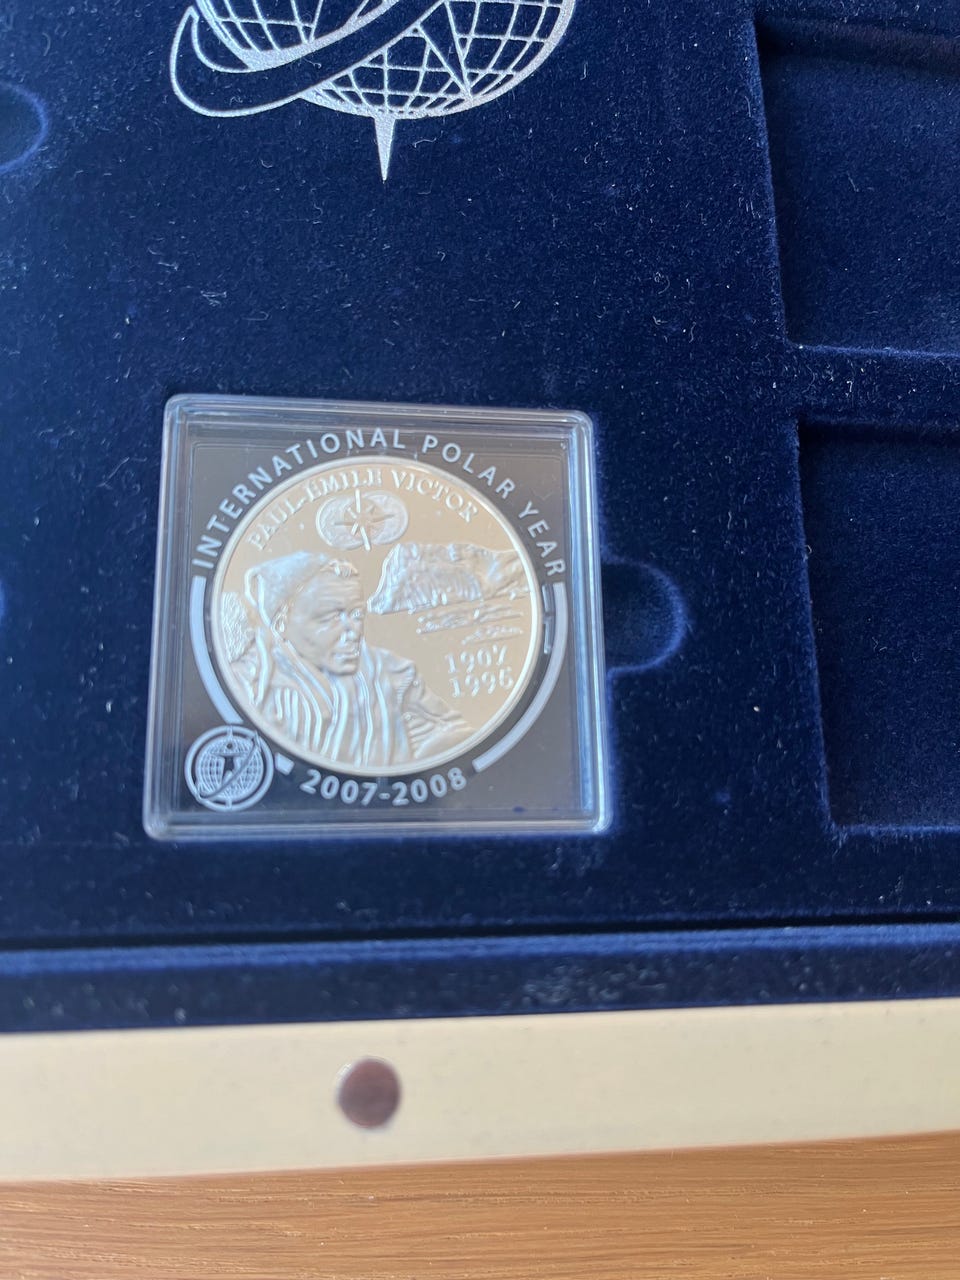 INTERNATIONAL POLAR YEAR
PAUL-ÉMILE VICTOR
1907
1995
2007-2008